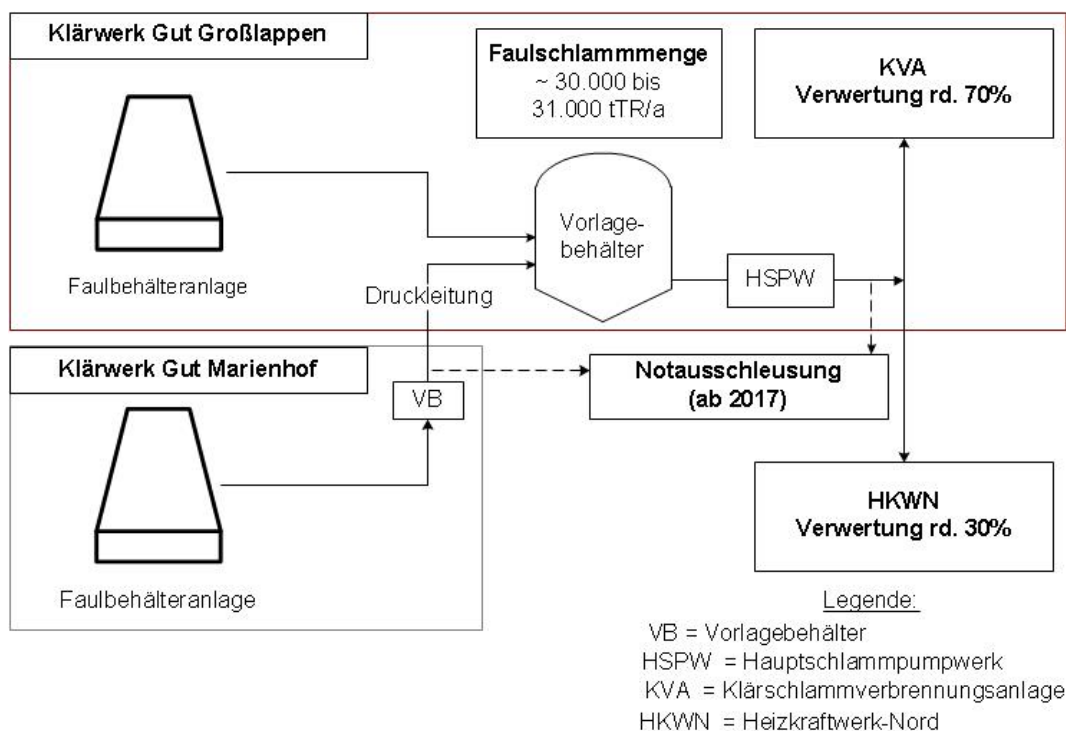 Klärwerk Gut Großlappen
Faulschlammmenge
~ 30.000 bis
31.000 tTR/a
KVA
Verwertung rd. 70%
Vorlage-
behälter
HSPW
Faulbehälteranlage
Druckleitung
Klärwerk Gut Marienhof
VB
Notausschleusung
(ab 2017)
HKWN
Verwertung rd. 30%
Faulbehälteranlage
Legende:
VB = Vorlagebehälter
HSPW = Hauptschlammpumpwerk
KVA = Klärschlammverbrennungsanlage
HKWN = Heizkraftwerk-Nord